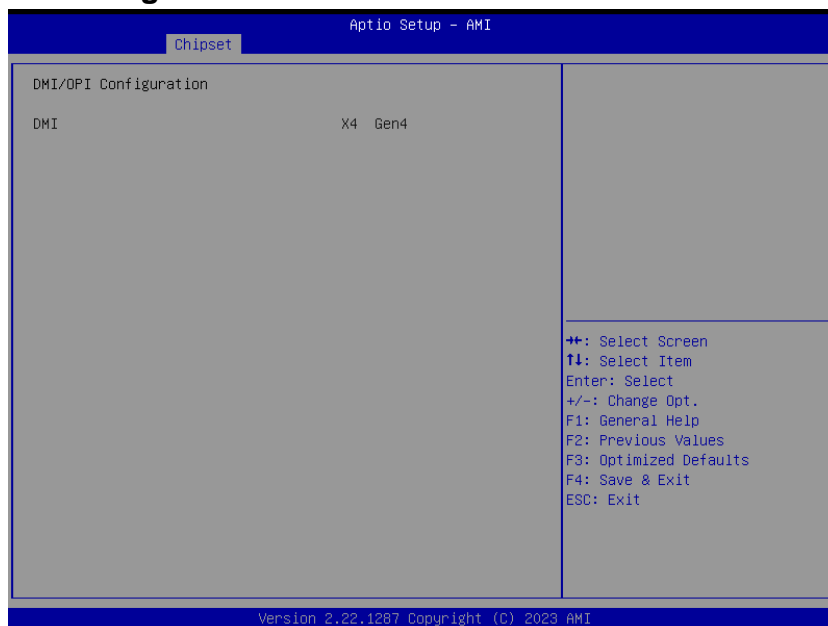 Aptio Setup - AMI
Chipset
DMI/OPI Configuration
DMI X4 Gen4
→←: Select Screen
↑↓: Select Item
Enter: Select
+/-: Change Opt.
F1: General Help
F2: Previous Values
F3: Optimized Defaults
F4: Save & Exit
ESC: Exit
Version 2.22.1287 Copyright (C) 2023 AMI